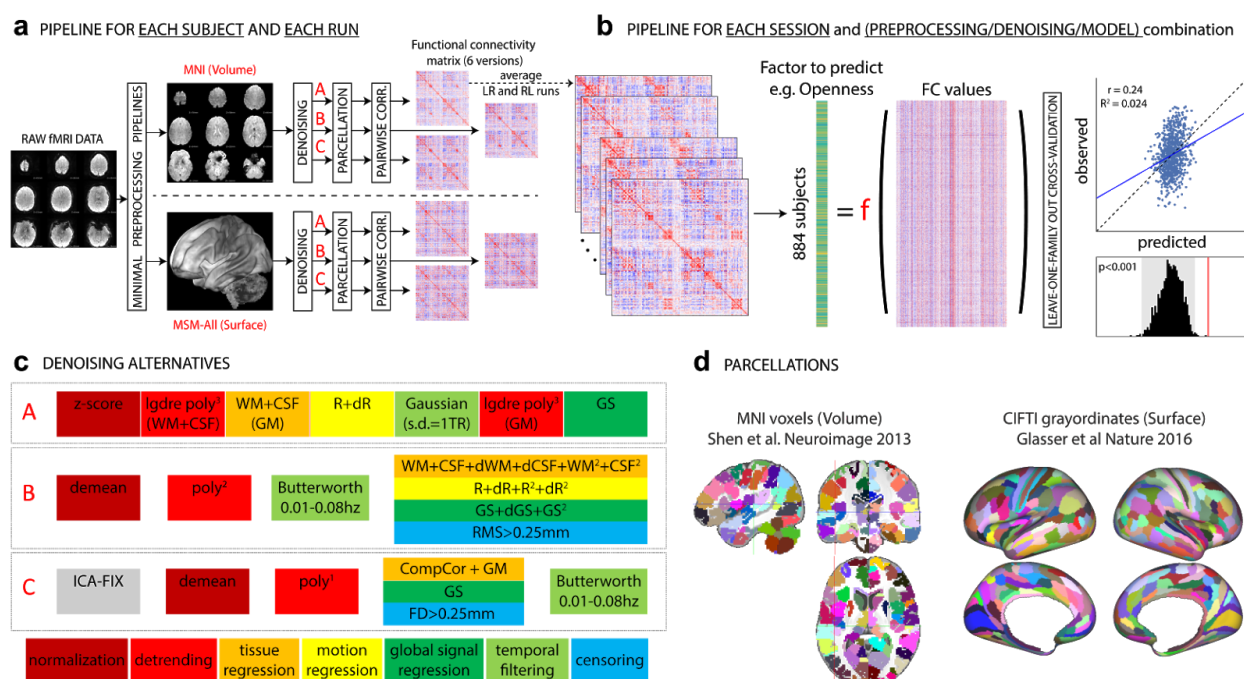 a PIPELINE FOR EACH SUBJECT AND EACH RUN
RAW fMRI DATA
MINIMAL PREPROCESSING PIPELINES
MNI (Volume)
MSM-All (Surface)
DENOISING
A
B
C
PARCELLATION
PAIRWISE CORR.
DENOISING
A
B
C
PARCELLATION
PAIRWISE CORR.
Functional connectivity
matrix (6 versions)
average
LR and RL runs
b PIPELINE FOR EACH SESSION and (PREPROCESSING/DENOISING/MODEL) combination
Factor to predict
e.g. Openness
884 subjects
= f
FC values
LEAVE-ONE-FAMILY OUT CROSS-VALIDATION
r = 0.24
R² = 0.024
observed
predicted
p<0.001
c DENOISING ALTERNATIVES
A
z-score
lgdre poly³
(WM+CSF)
WM+CSF
(GM)
R+dR
Gaussian
(s.d.=1TR)
lgdre poly³
(GM)
GS
B
demean
poly²
Butterworth
0.01-0.08hz
WM+CSF+dWM+dCSF+WM²+CSF²
R+dR+R²+dR²
GS+dGS+GS²
RMS>0.25mm
C
ICA-FIX
demean
poly¹
CompCor + GM
GS
FD>0.25mm
Butterworth
0.01-0.08hz
normalization
detrending
tissue
regression
motion
regression
global signal
regression
temporal
filtering
censoring
d PARCELLATIONS
MNI voxels (Volume)
Shen et al. Neuroimage 2013
CIFTI grayordinates (Surface)
Glasser et al Nature 2016